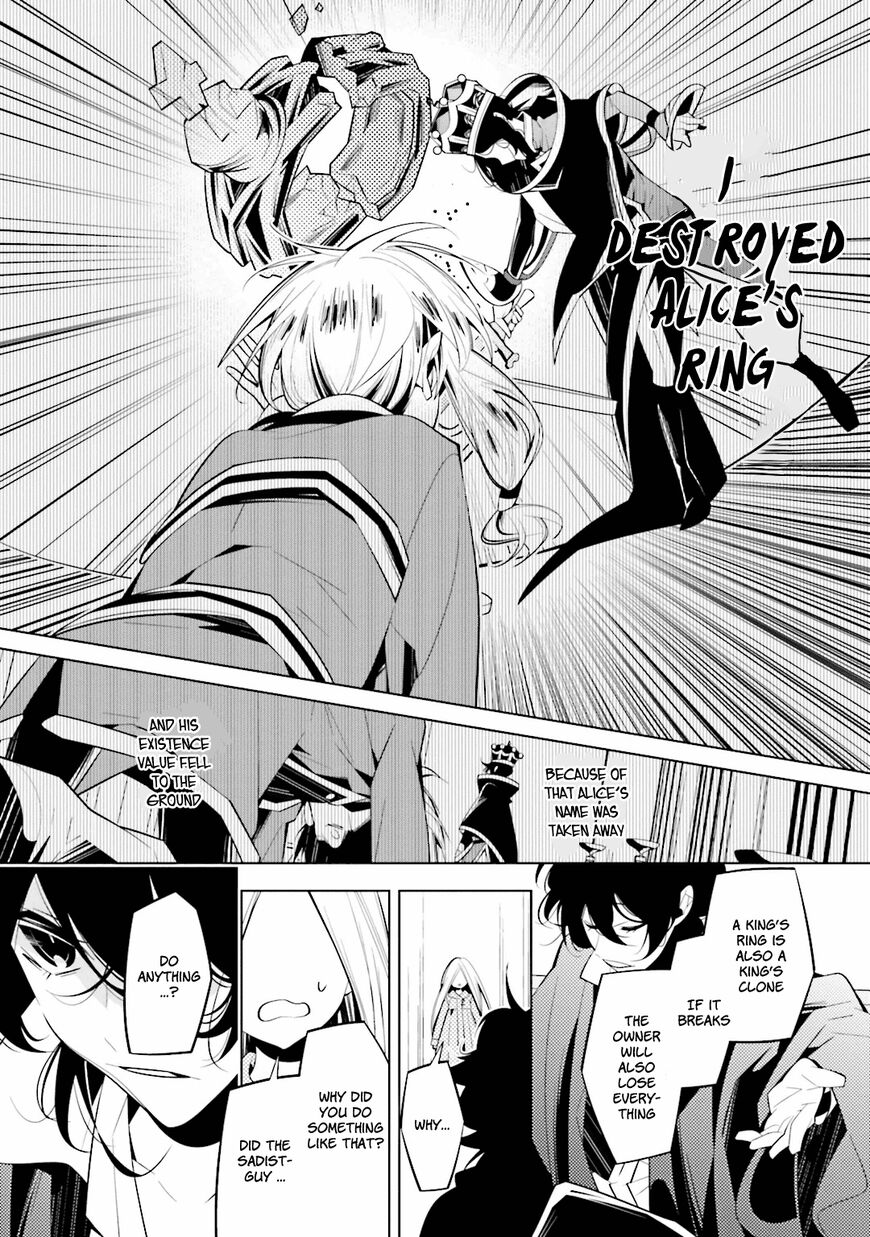 I
DESTROYED
ALICE'S
RING
BECAUSE OF
THAT ALICE'S
NAME WAS
TAKEN AWAY
AND HIS
EXISTENCE
VALUE FELL
TO THE
GROUND
A KING'S
RING IS
ALSO A
KING'S
CLONE
IF IT
BREAKS
THE
OWNER
WILL
ALSO
LOSE
EVERY-
THING
WHY...
WHY DID
YOU DO
SOMETHING
LIKE THAT?
DID THE
SADIST-
GUY ...
DO
ANYTHING
...?